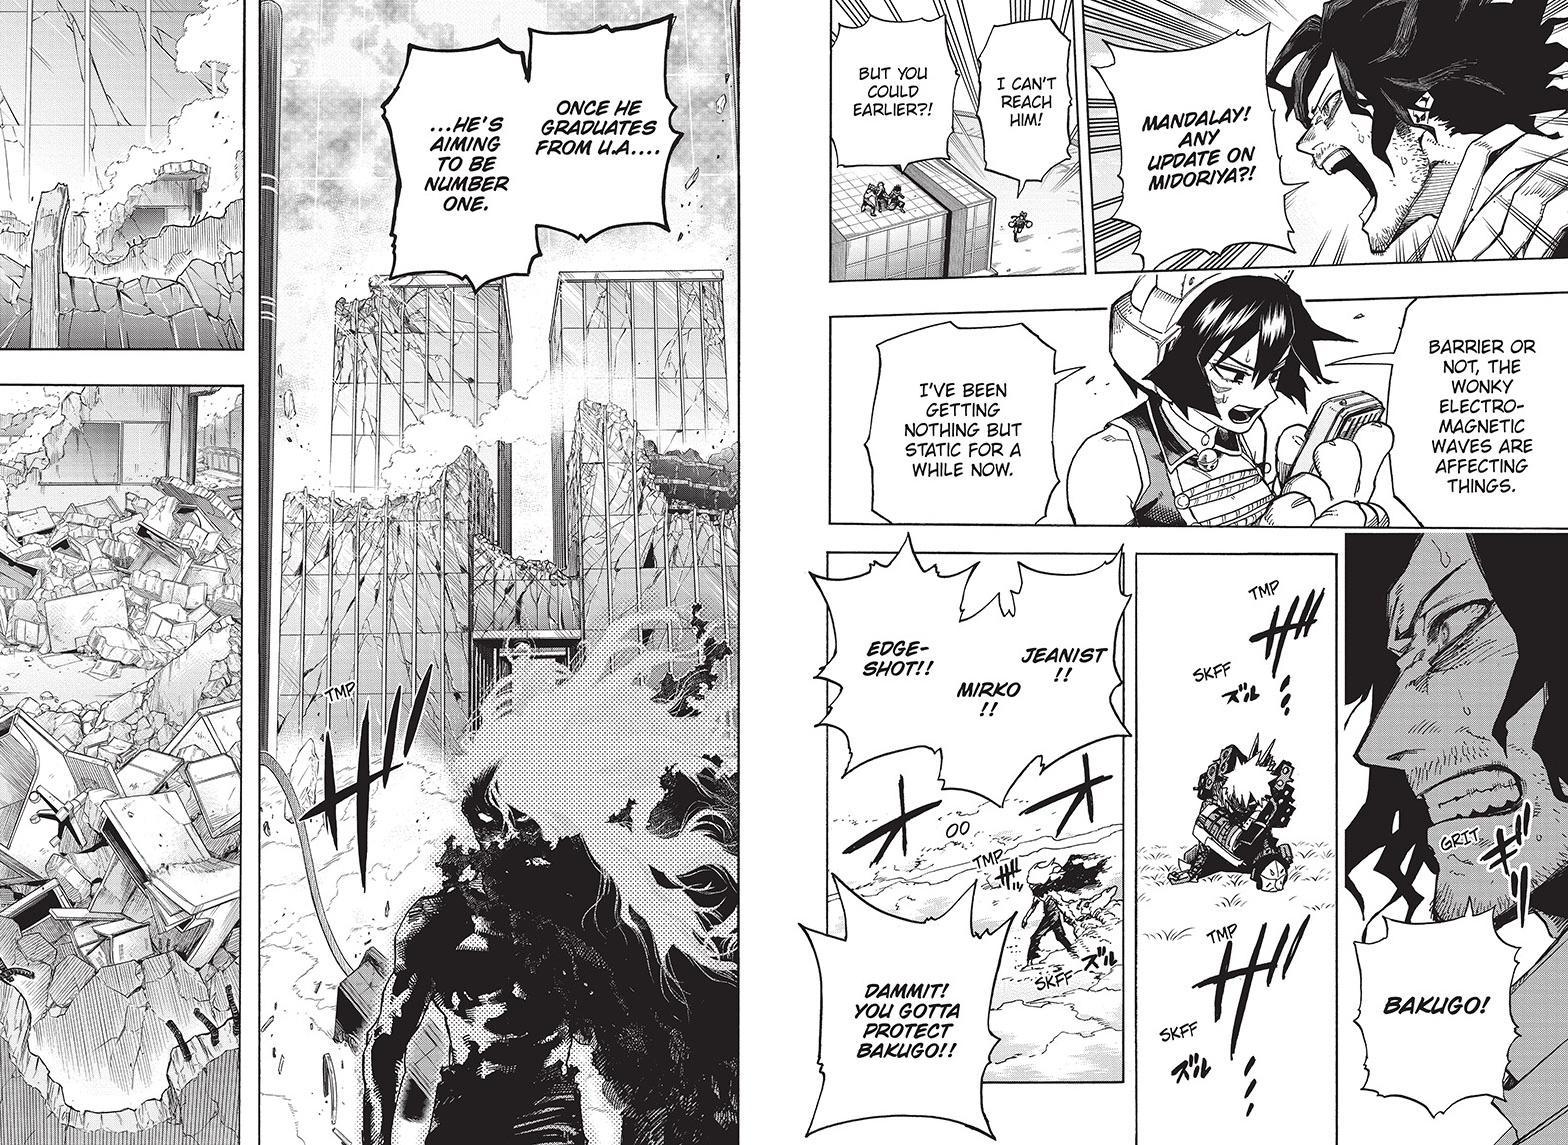 MANDALAY!
ANY
UPDATE ON
MIDORIYA?!
I CAN'T
REACH
HIM!
BUT YOU
COULD
EARLIER?!
BARRIER OR
NOT, THE
WONKY
ELECTRO-
MAGNETIC
WAVES ARE
AFFECTING
THINGS.
I'VE BEEN
GETTING
NOTHING BUT
STATIC FOR A
WHILE NOW.
GRIT
BAKUGO!
TMP
SKFF
ズル
TMP
SKFF
ズル
JEANIST
!!
MIRKO
!!
EDGE-
SHOT!!
OO
TMP
SKFF
ズル
DAMMIT!
YOU GOTTA
PROTECT
BAKUGO!!
ONCE HE
GRADUATES
FROM U.A....
...HE'S
AIMING
TO BE
NUMBER
ONE.
TMP